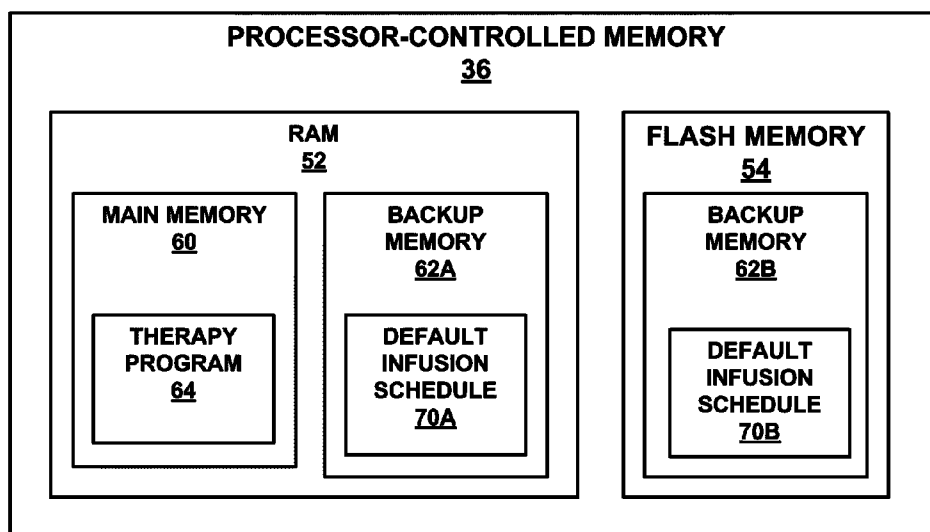 PROCESSOR-CONTROLLED MEMORY
36
RAM
52
MAIN MEMORY
60
THERAPY
PROGRAM
64
BACKUP
MEMORY
62A
DEFAULT
INFUSION
SCHEDULE
70A
FLASH MEMORY
54
BACKUP
MEMORY
62B
DEFAULT
INFUSION
SCHEDULE
70B